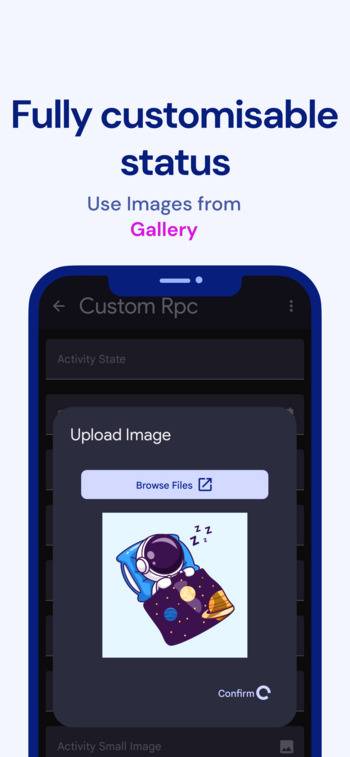 Fully customisable
status
Use Images from
Gallery
Custom Rpc
Activity State
Upload Image
Browse Files
z z
z z
Confirm
Activity Small Image